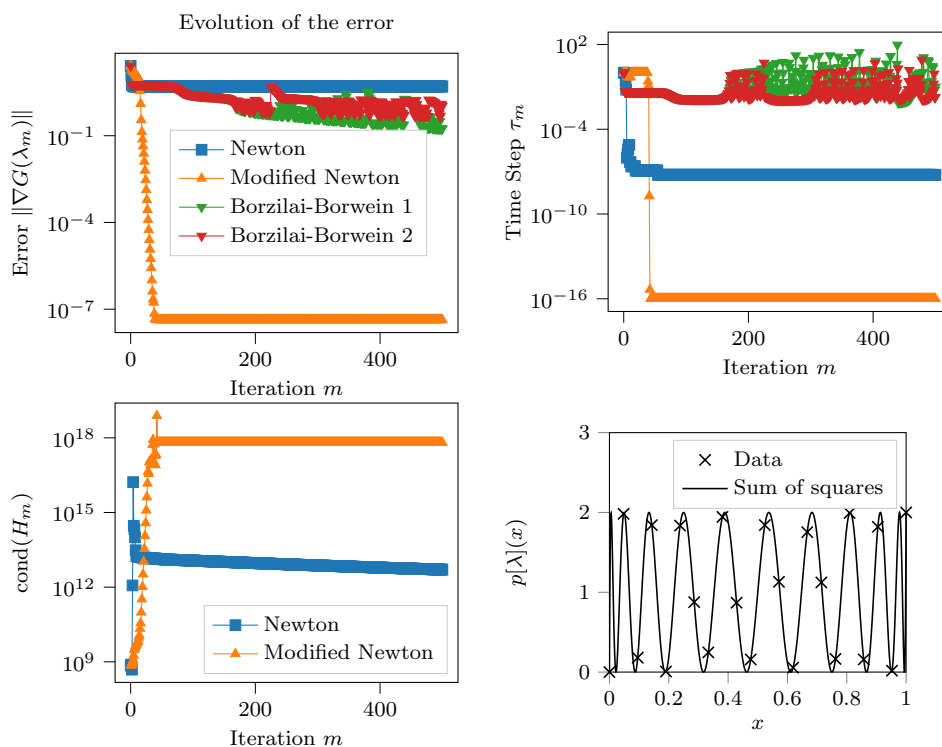 Evolution of the error
10^{-1}
10^{-4}
10^{-7}
Error ||∇G(λ_m)||
Newton
Modified Newton
Borzilai-Borwein 1
Borzilai-Borwein 2
0 200 400
Iteration m
10^2
10^{-4}
10^{-10}
10^{-16}
Time Step τ_m
0 200 400
Iteration m
10^{18}
10^{15}
10^{12}
10^9
cond(H_m)
Newton
Modified Newton
0 200 400
Iteration m
3
2
1
0
p[λ](x)
Data
Sum of squares
0 0.2 0.4 0.6 0.8 1
x